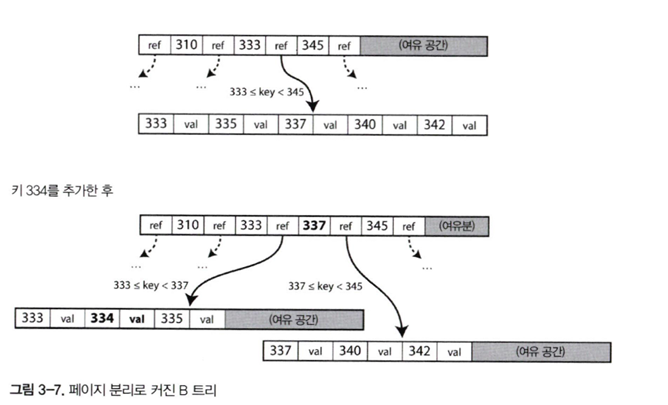 ref 310 ref 333 ref 345 ref (여유 공간)
... ... ...
333 ≤ key < 345
333 val 335 val 337 val 340 val 342 val
키 334를 추가한 후
ref 310 ref 333 ref 337 ref 345 ref (여유분)
... ... ...
333 ≤ key < 337 337 ≤ key < 345
333 val 334 val 335 val (여유 공간)
337 val 340 val 342 val (여유 공간)
그림 3-7. 페이지 분리로 커진 B 트리